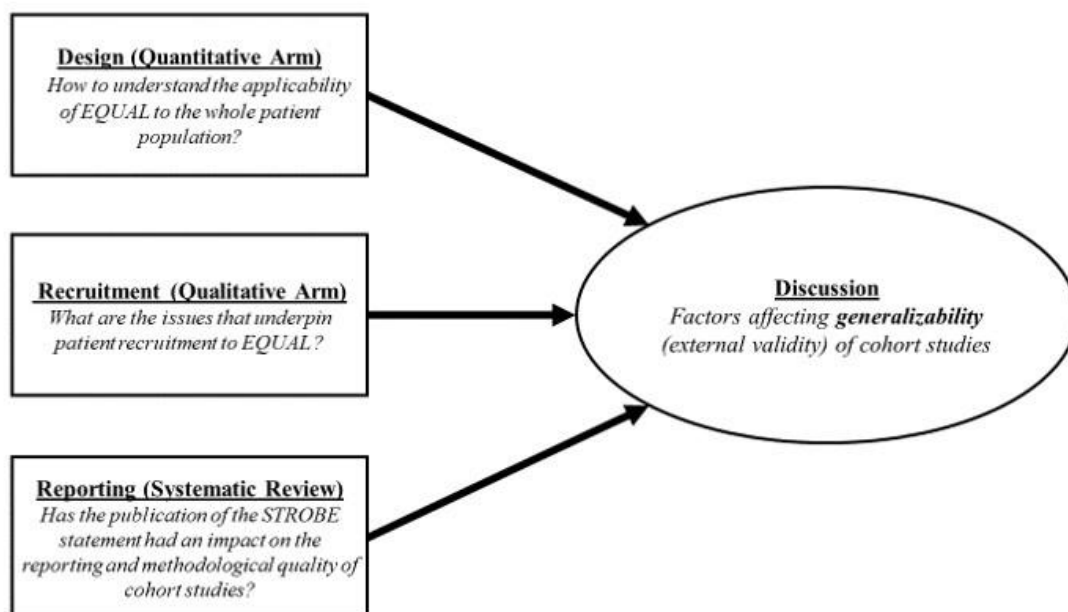 Design (Quantitative Arm)
How to understand the applicability
of EQUAL to the whole patient
population?
Recruitment (Qualitative Arm)
What are the issues that underpin
patient recruitment to EQUAL?
Reporting (Systematic Review)
Has the publication of the STROBE
statement had an impact on the
reporting and methodological quality of
cohort studies?
Discussion
Factors affecting generalizability
(external validity) of cohort studies